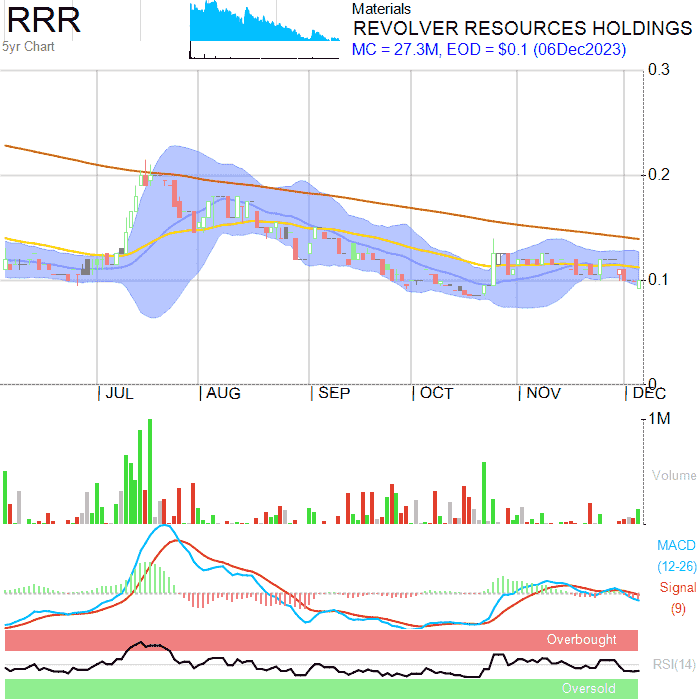 RRR
5yr Chart
Materials
REVOLVER RESOURCES HOLDINGS
MC = 27.3M, EOD = $0.1 (06Dec2023)
0.3
0.2
0.1
0
JUL AUG SEP OCT NOV DEC
1M
Volume
MACD
(12-26)
Signal
(9)
Overbought
RSI(14)
Oversold